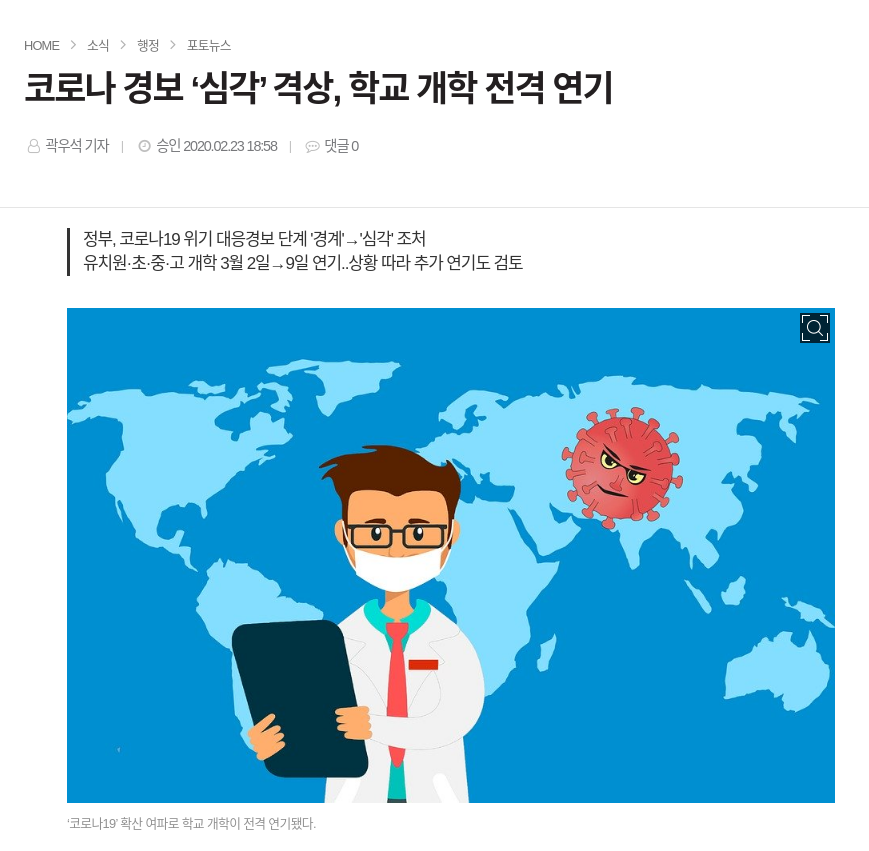 HOME > 소식 > 행정 > 포토뉴스
코로나 경보 ‘심각’ 격상, 학교 개학 전격 연기
곽우석 기자 | 승인 2020.02.23 18:58 | 댓글 0
정부, 코로나19 위기 대응경보 단계 '경계'→'심각' 조처
유치원·초·중·고 개학 3월 2일→9일 연기..상황 따라 추가 연기도 검토
‘코로나19’ 확산 여파로 학교 개학이 전격 연기됐다.